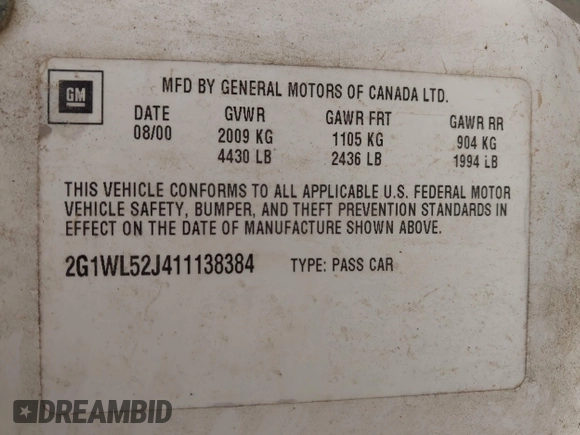 GM
MFD BY GENERAL MOTORS OF CANADA LTD.
DATE GVWR GAWR FRT GAWR RR
08/00 2009 KG 1105 KG 904 KG
4430 LB 2436 LB 1994 LB
THIS VEHICLE CONFORMS TO ALL APPLICABLE U.S. FEDERAL MOTOR
VEHICLE SAFETY, BUMPER, AND THEFT PREVENTION STANDARDS IN
EFFECT ON THE DATE OF MANUFACTURE SHOWN ABOVE.
2G1WL52J411138384 TYPE: PASS CAR
DREAMBID